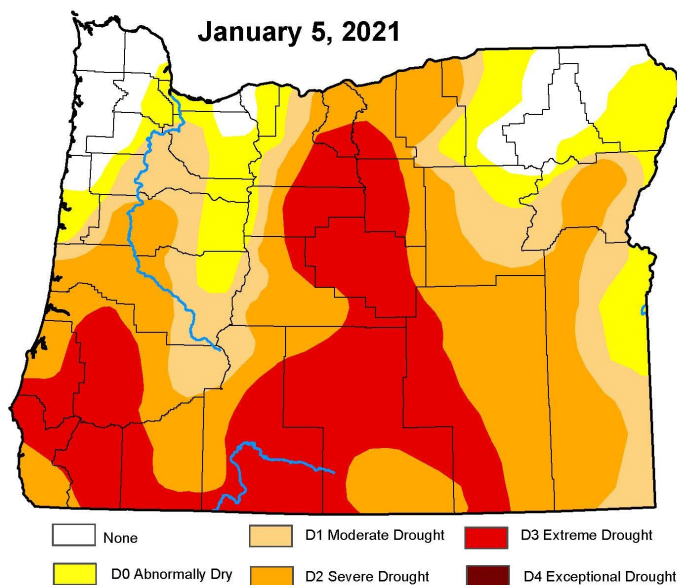 January 5, 2021
None
D1 Moderate Drought
D3 Extreme Drought
D0 Abnormally Dry
D2 Severe Drought
D4 Exceptional Drought